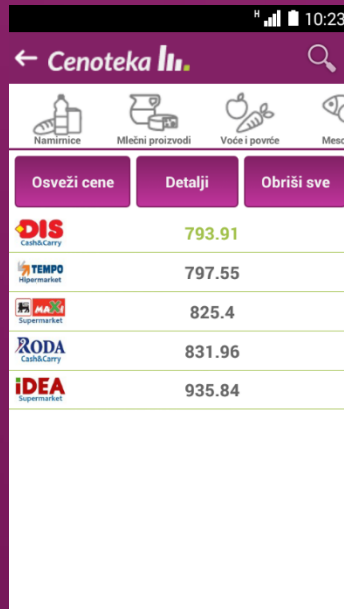 H 10:23
← Cenoteka
Namirnice Mlečni proizvodi Voće i povrće Meso
Osveži cene Detalji Obriši sve
DIS Cash&Carry 793.91
TEMPO Hipermarket 797.55
MAXI Supermarket 825.4
RODA Cash&Carry 831.96
iDEA Supermarket 935.84